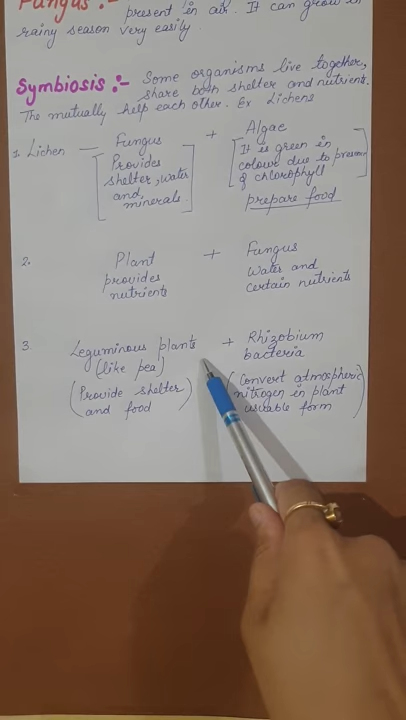 Fungus :- present in air. It can grow in
rainy season very easily.
Symbiosis :- Some organisms live together,
share both shelter and nutrients.
The mutually help each other. Ex Lichens
1. Lichen — Fungus + Algae
[Provides
shelter, water
and
minerals.]
[It is green in
colour due to presen
of chlorophyll]
prepare food
2. Plant + Fungus
provides
nutrients
Water and
certain nutrients
3. Leguminous plants + Rhizobium
(like pea)
bacteria
(Provide shelter
and food)
(Convert atmospheric
nitrogen in plant
usuable form)